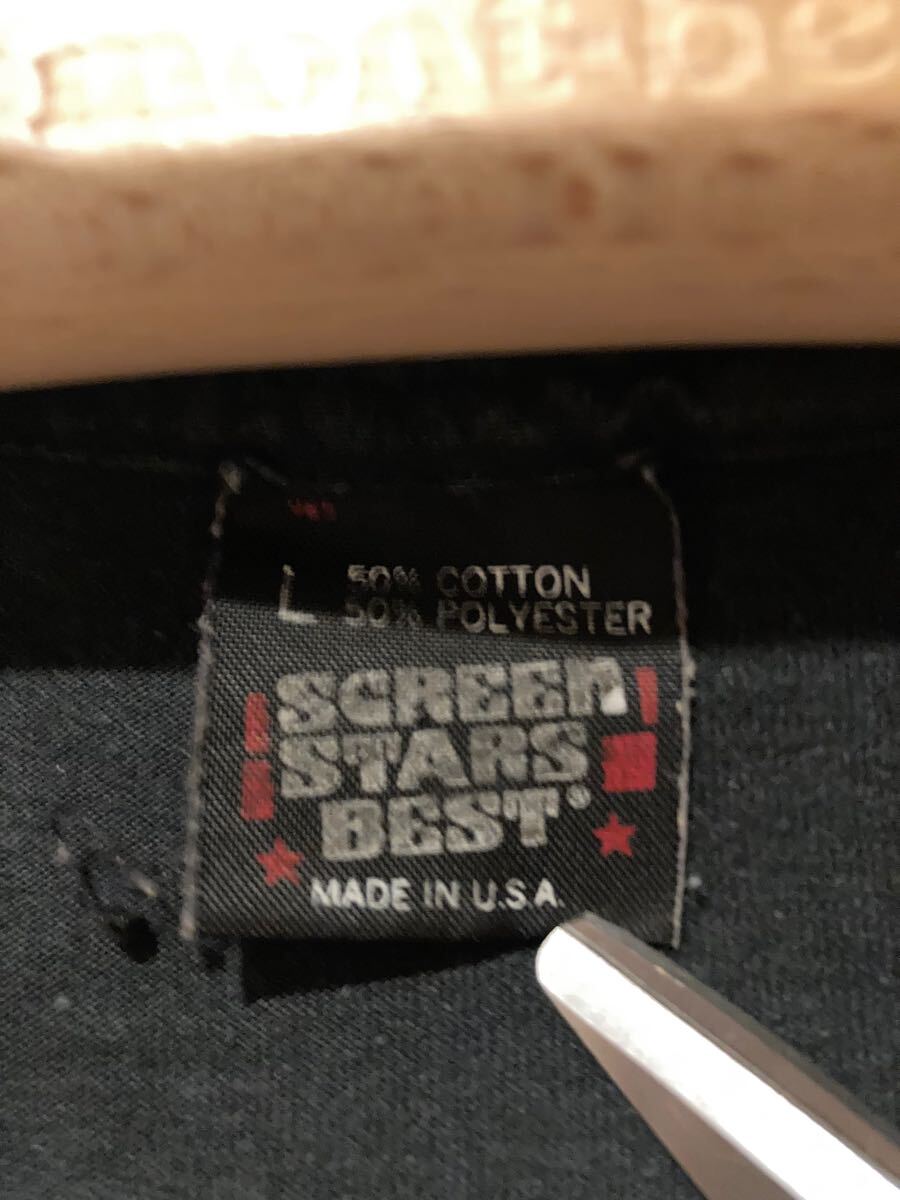 L 50% COTTON
50% POLYESTER
SCREEN
STARS
BEST®
MADE IN U.S.A.